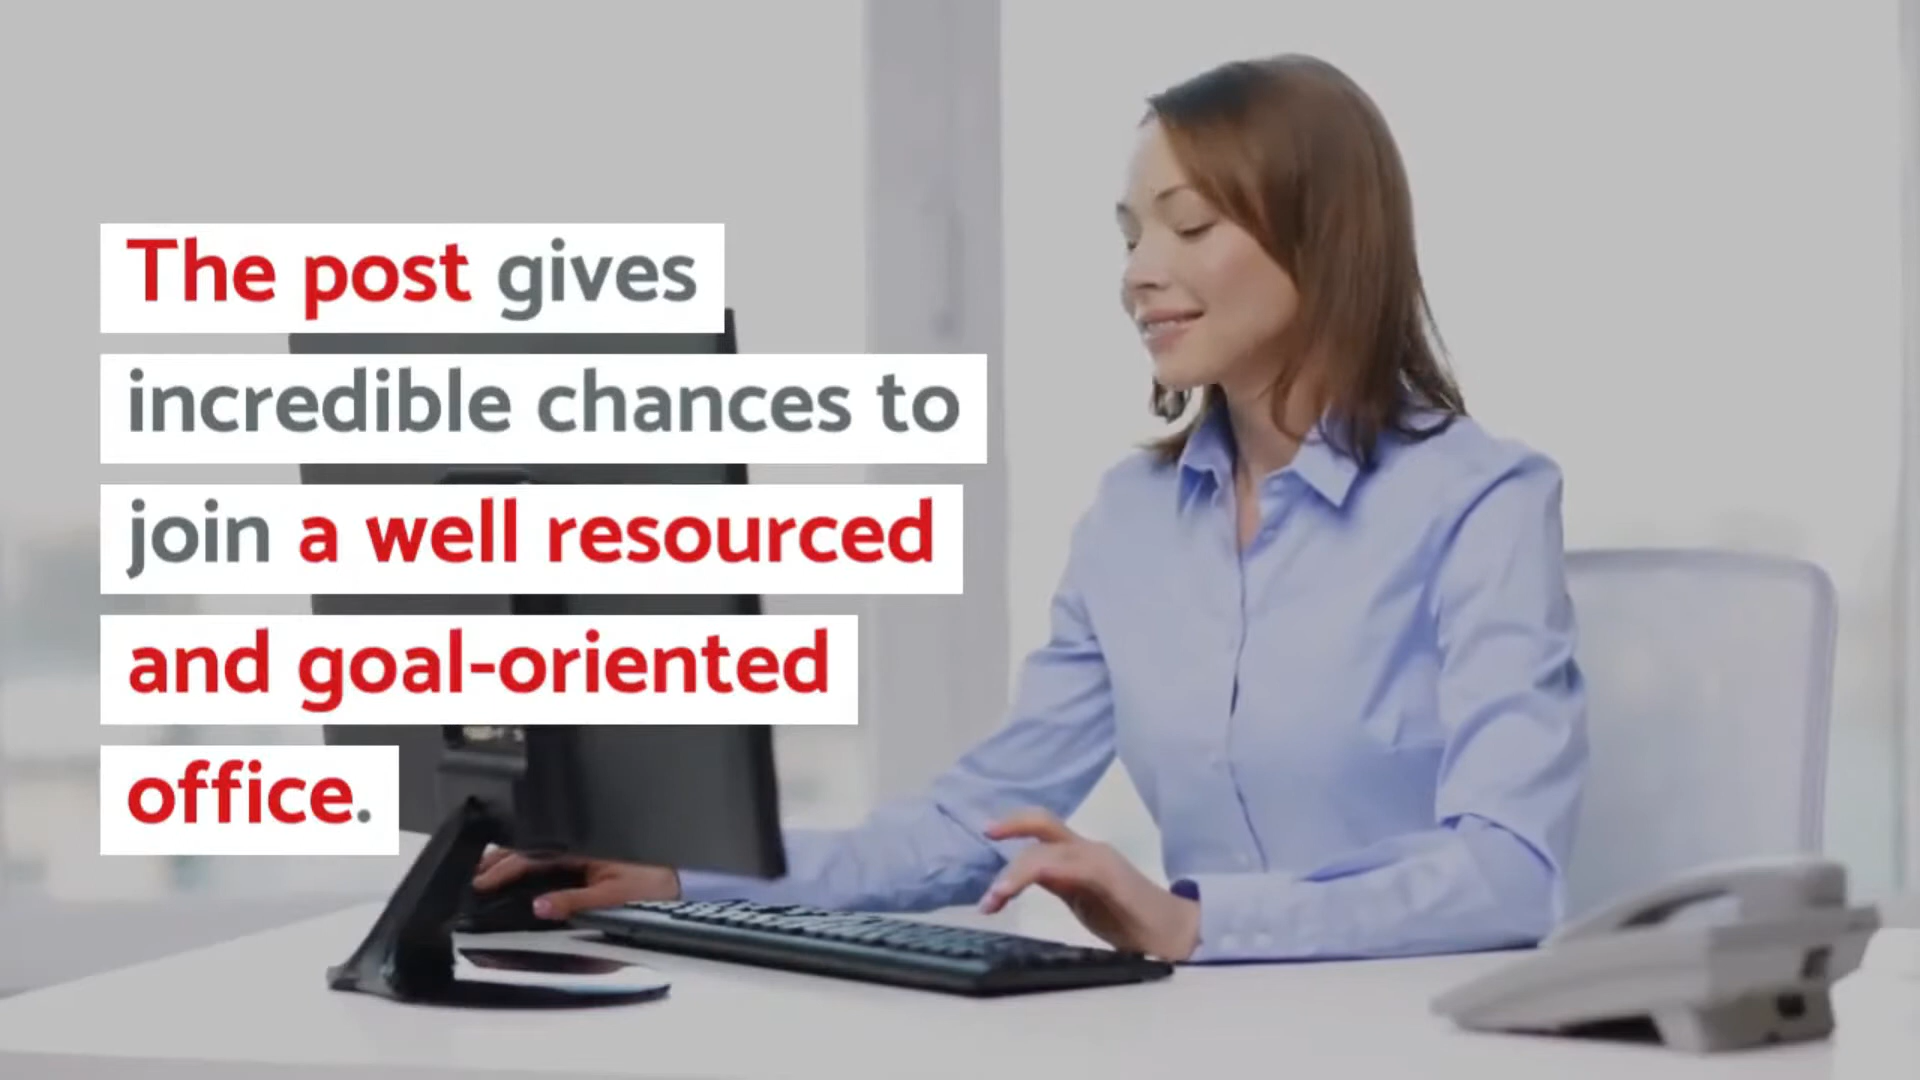 The post gives
incredible chances to
join a well resourced
and goal-oriented
office.